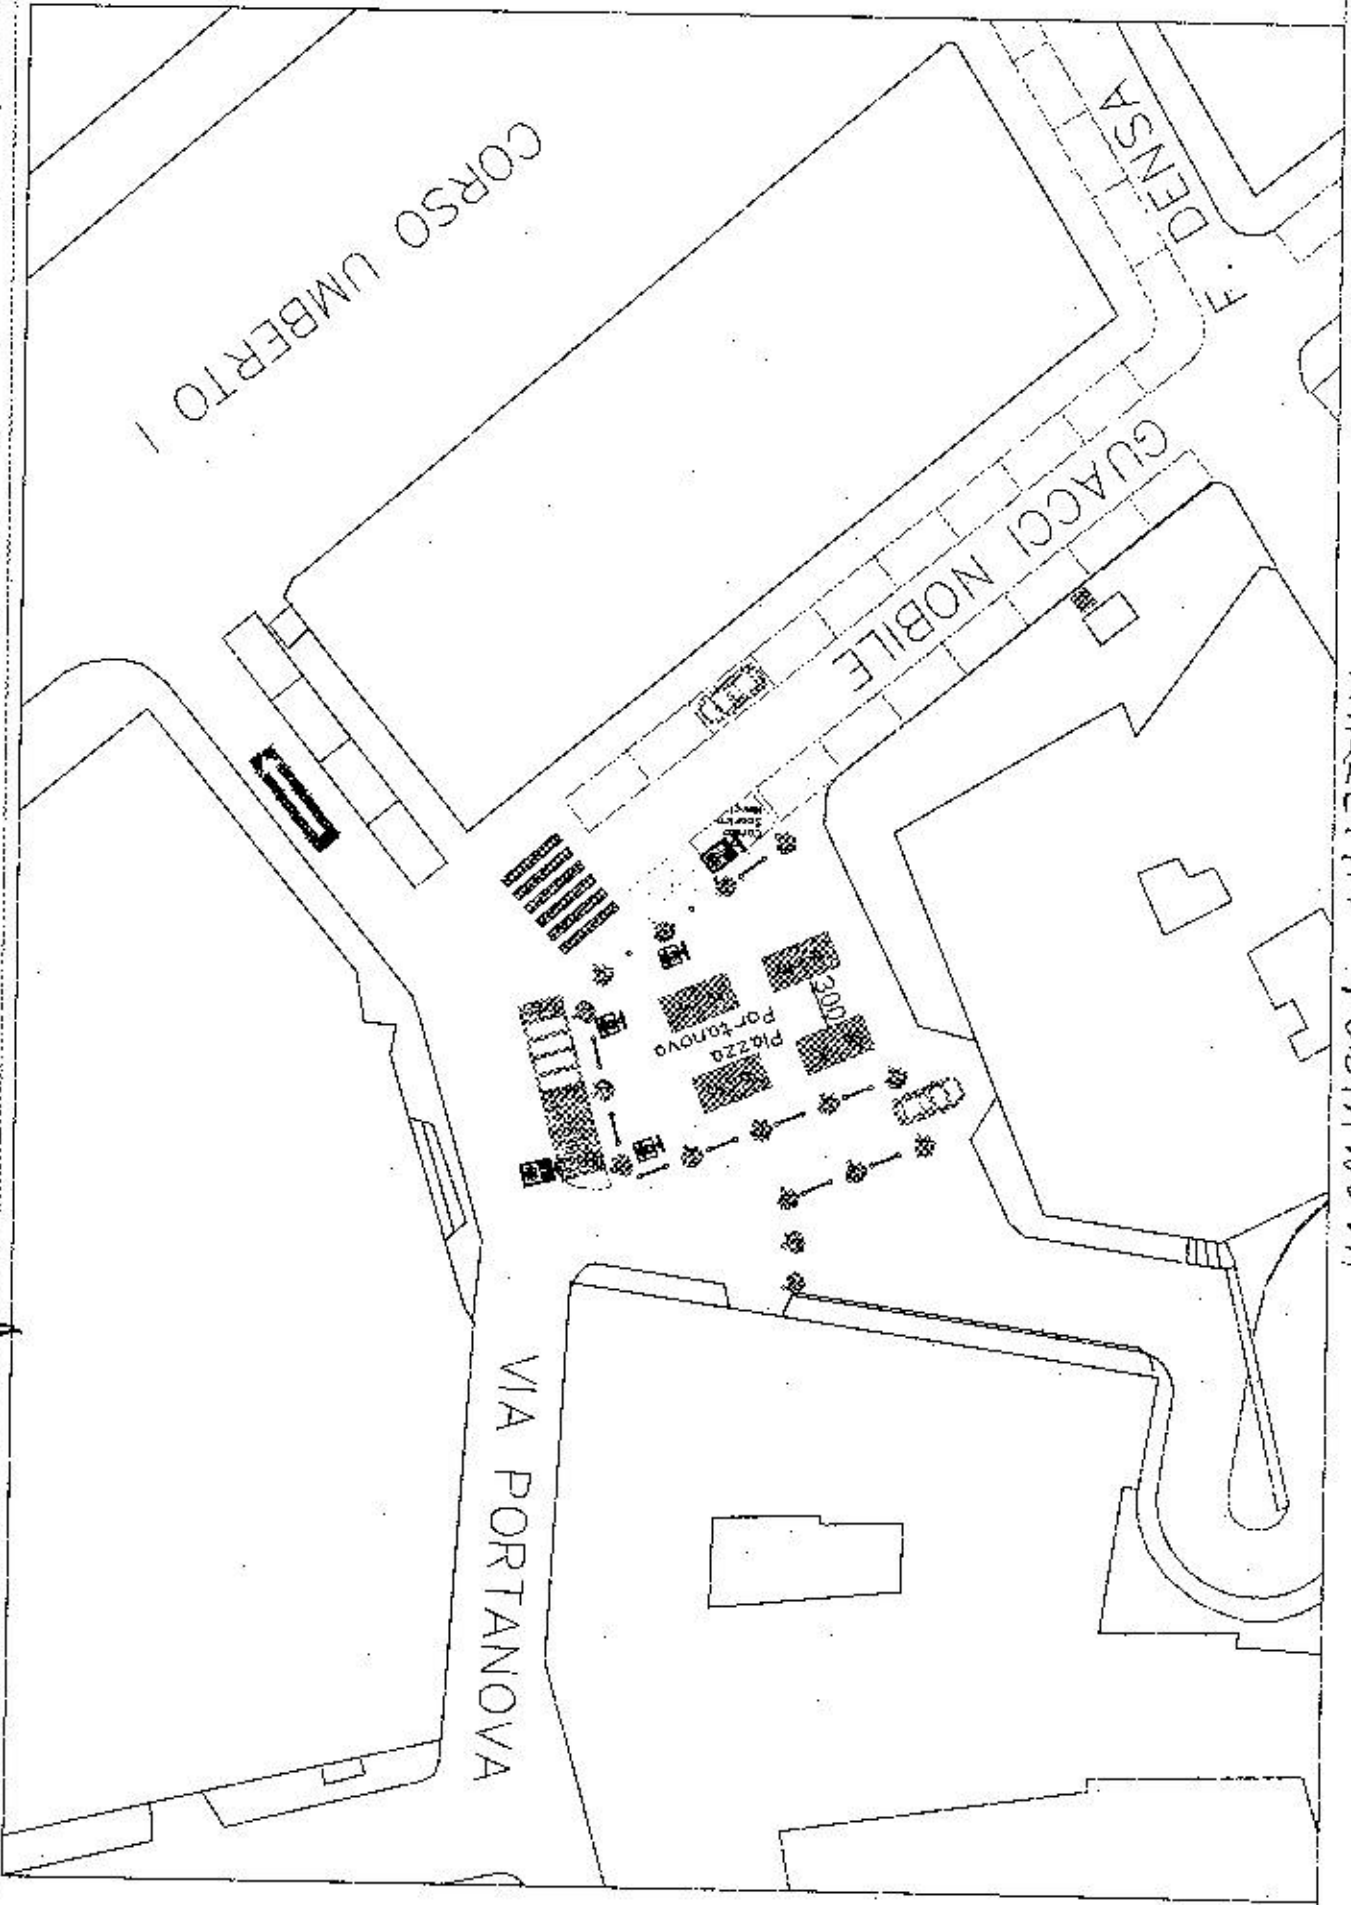 CORSO UMBERTO I
F. DENSA
GUACCI NOBILE
Piazza
Portanova
300
VIA PORTANOVA